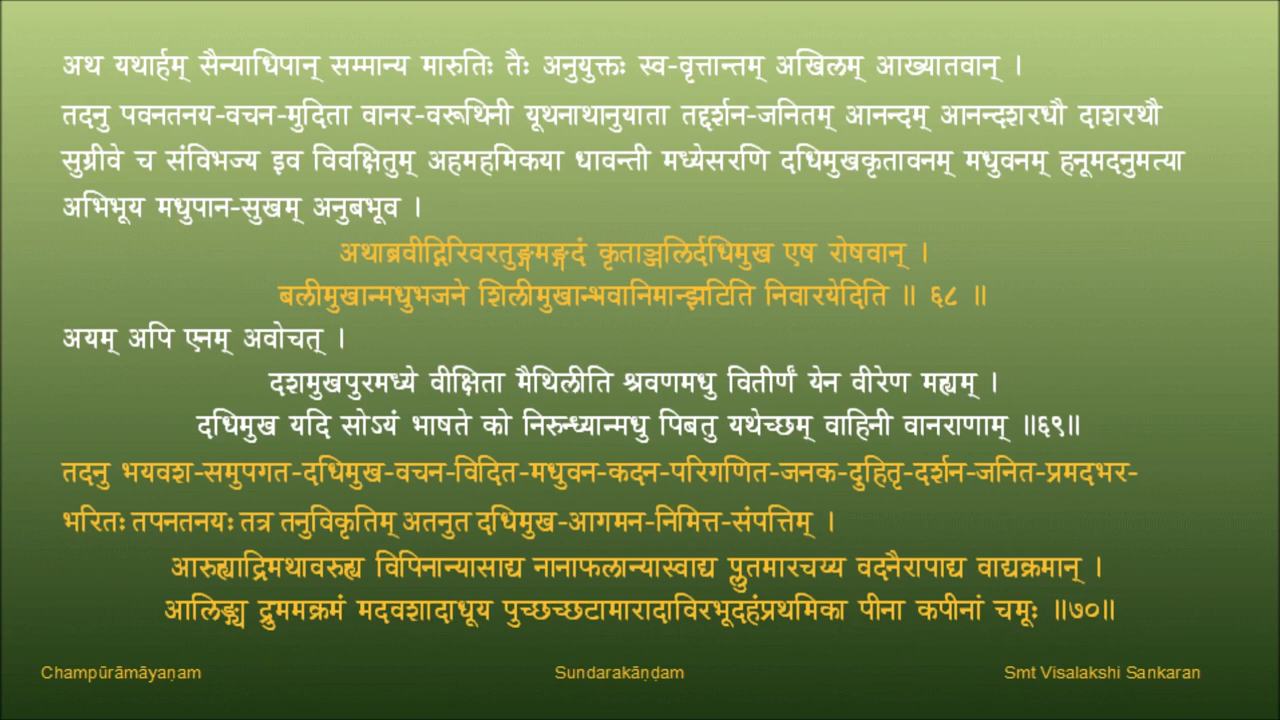 अथ यथार्हम् सैन्याधिपान् सम्मान्य मारुतिः तैः अनुयुक्तः स्व-वृत्तान्तम् अखिलम् आख्यातवान् ।
तदनु पवनतनय-वचन-मुदिता वानर-वरूथिनी यूथनाथानुयाता तद्दर्शन-जनितम् आनन्दम् आनन्दशरधौ दाशरथौ
सुग्रीवे च संविभज्य इव विवक्षितुम् अहमहमिकया धावन्ती मध्येसरणि दधिमुखकृतावनम् मधुवनम् हनूमदनुमत्या
अभिभूय मधुपान-सुखम् अनुबभूव ।
अथाब्रवीद्गिरिवरतुङ्गमङ्गदं कृताञ्जलिर्दधिमुख एष रोषवान् ।
बलीमुखान्मधुभजने शिलीमुखान्भवानिमान्झटिति निवारयेदिति ॥ ६८ ॥
अयम् अपि एनम् अवोचत् ।
दशमुखपुरमध्ये वीक्षिता मैथिलीति श्रवणमधु वितीर्णं येन वीरेण मह्यम् ।
दधिमुख यदि सोऽयं भाषते को निरुन्ध्यान्मधु पिबतु यथेच्छम् वाहिनी वानराणाम् ॥६९॥
तदनु भयवश-समुपगत-दधिमुख-वचन-विदित-मधुवन-कदन-परिगणित-जनक-दुहितृ-दर्शन-जनित-प्रमदभर-
भरितः तपनतनयः तत्र तनुविकृतिम् अतनुत दधिमुख-आगमन-निमित्त-संपत्तिम् ।
आरुह्याद्रिमथावरुह्य विपिनान्यासाद्य नानाफलान्यास्वाद्य प्लुतमारचय्य वदनैरापाद्य वाद्यक्रमान् ।
आलिङ्ग्य द्रुममक्रमं मदवशादाधूय पुच्छच्छटामारादाविरभूदहंप्रथमिका पीना कपीनां चमूः ॥७०॥
Champūrāmāyaṇam
Sundarakāṇḍam
Smt Visalakshi Sankaran